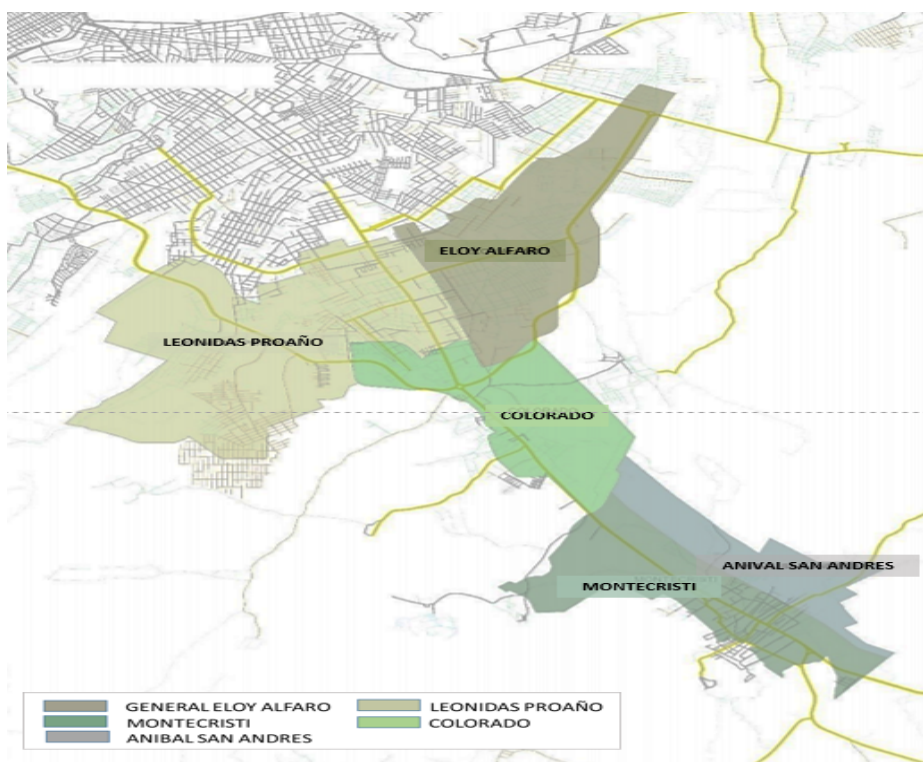 ELOY ALFARO
LEONIDAS PROAÑO
COLORADO
ANIVAL SAN ANDRES
MONTECRISTI
GENERAL ELOY ALFARO
LEONIDAS PROAÑO
MONTECRISTI
COLORADO
ANIBAL SAN ANDRES